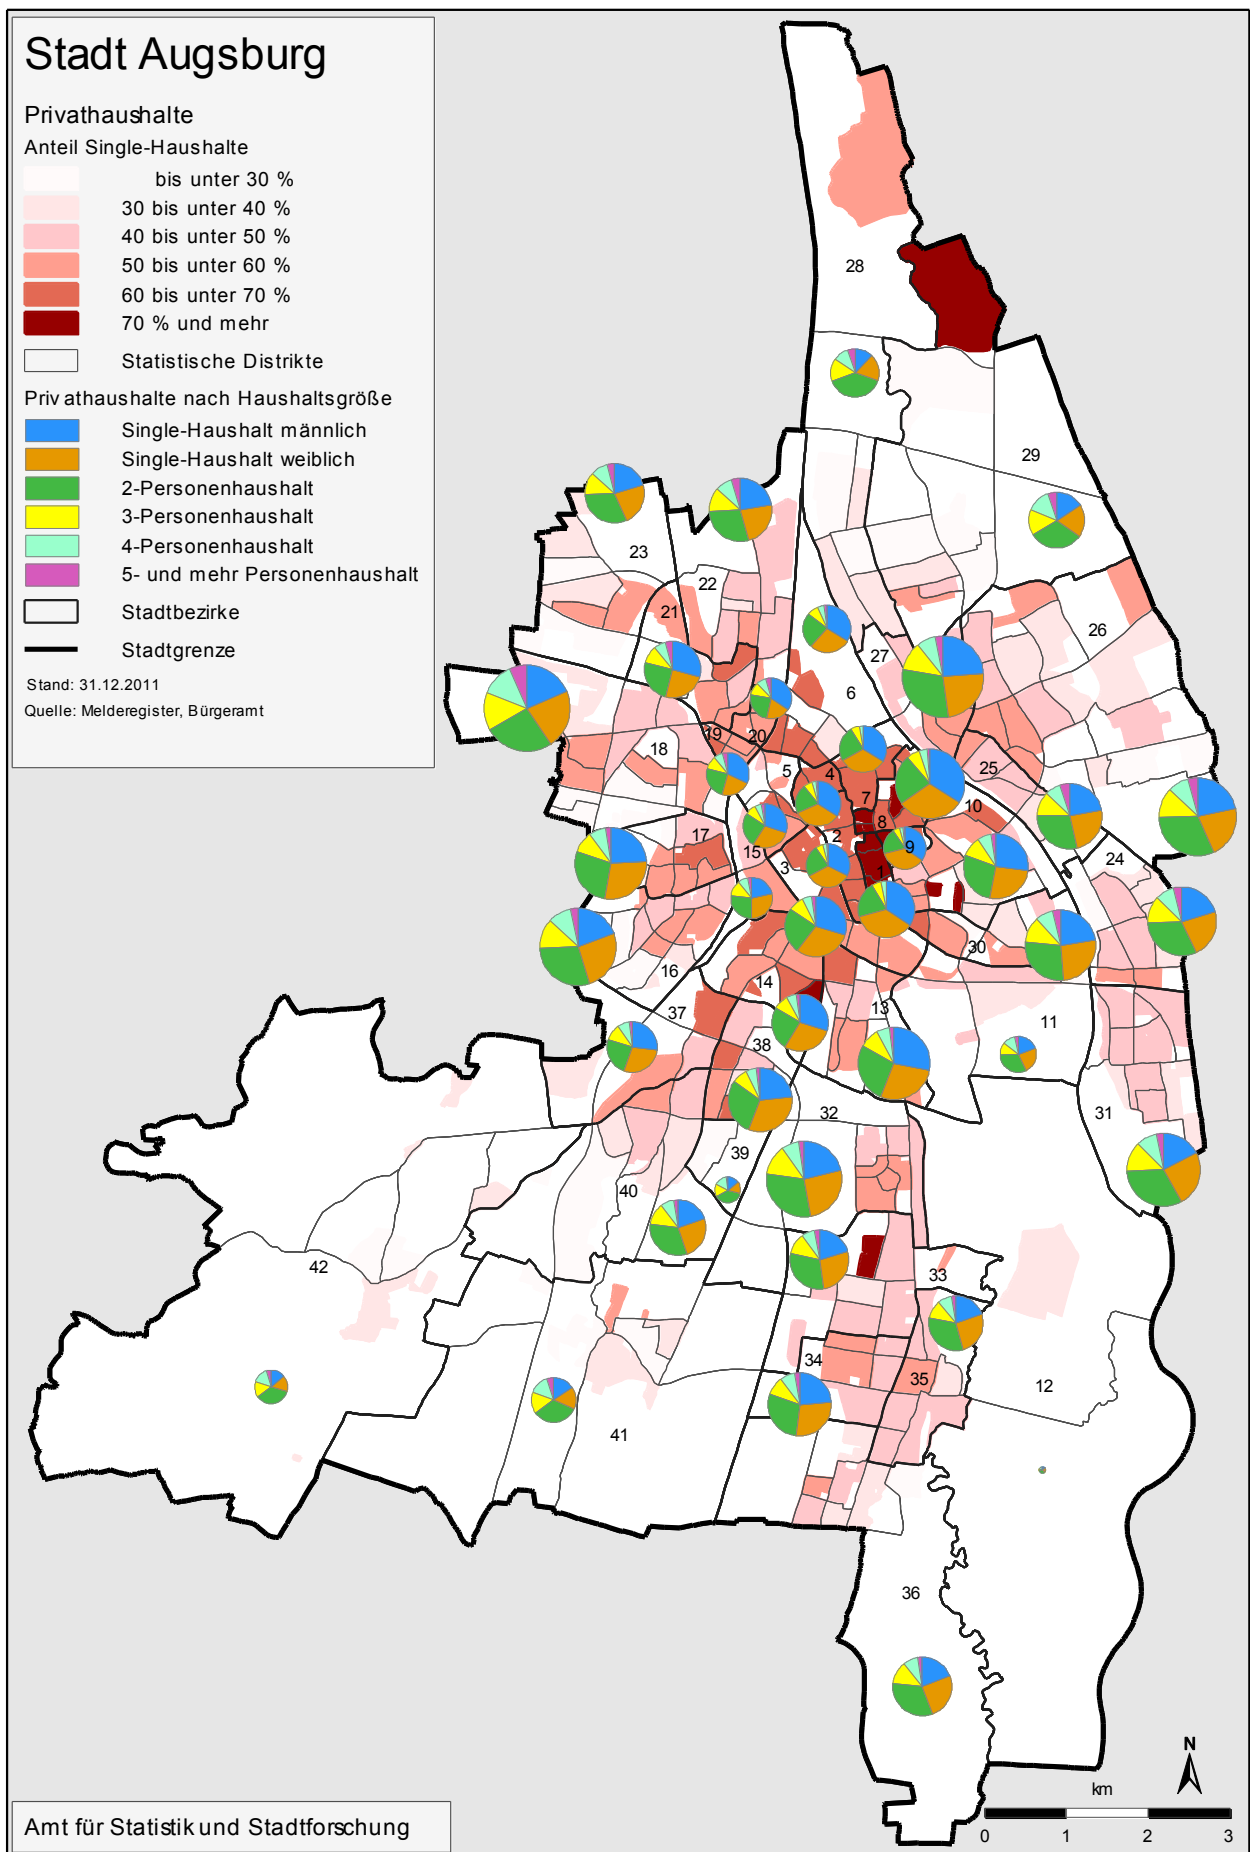 Stadt Augsburg
Privathaushalte
Anteil Single-Haushalte
bis unter 30 %
30 bis unter 40 %
40 bis unter 50 %
50 bis unter 60 %
60 bis unter 70 %
70 % und mehr
Statistische Distrikte
Privathaushalte nach Haushaltsgröße
Single-Haushalt männlich
Single-Haushalt weiblich
2-Personenhaushalt
3-Personenhaushalt
4-Personenhaushalt
5- und mehr Personenhaushalt
Stadtbezirke
Stadtgrenze
Stand: 31.12.2011
Quelle: Melderegister, Bürgeramt
28
29
23
22
21
26
27
6
19
20
18
5
4
25
7
10
8
17
2
9
15
24
3
1
30
16
14
37
13
11
38
31
32
39
40
42
33
34
35
12
41
36
N
km
0 1 2 3
Amt für Statistik und Stadtforschung